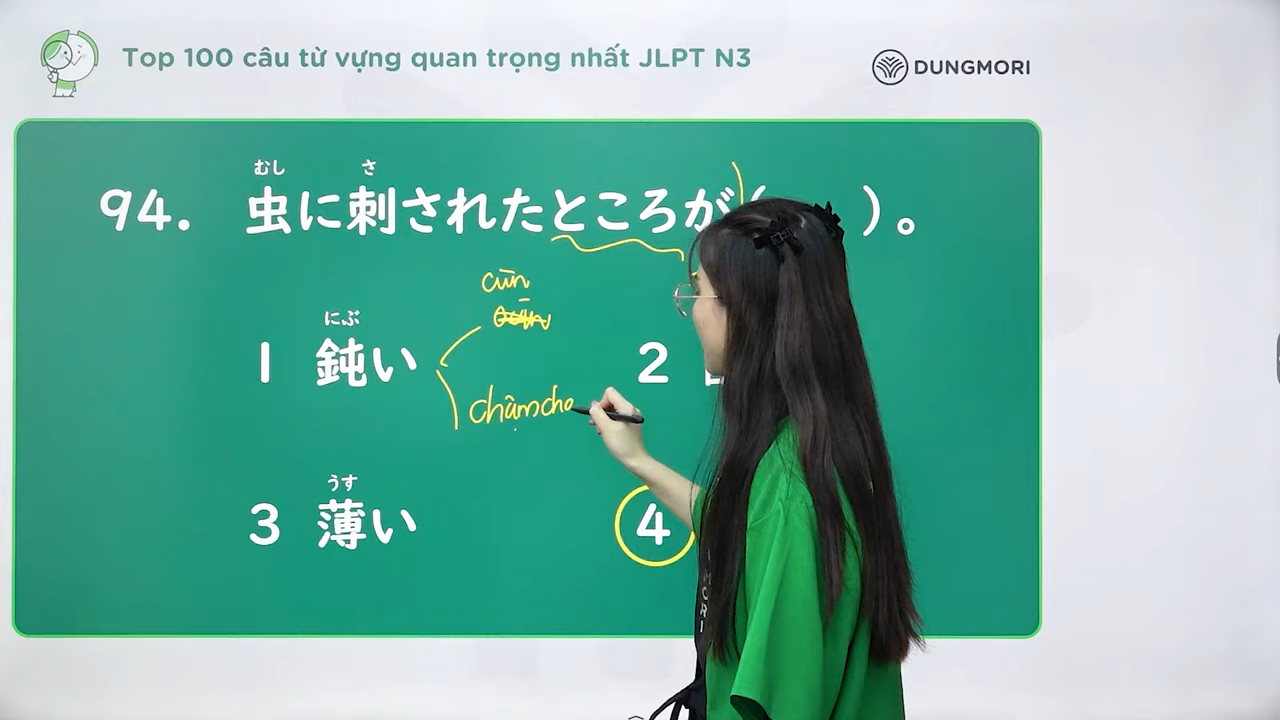 Top 100 câu từ vựng quan trọng nhất JLPT N3
DUNGMORI
むし さ
94. 虫に刺されたところが( )。
cùn
にぶ
1 鈍い
2
chậm
うす
3 薄い
4